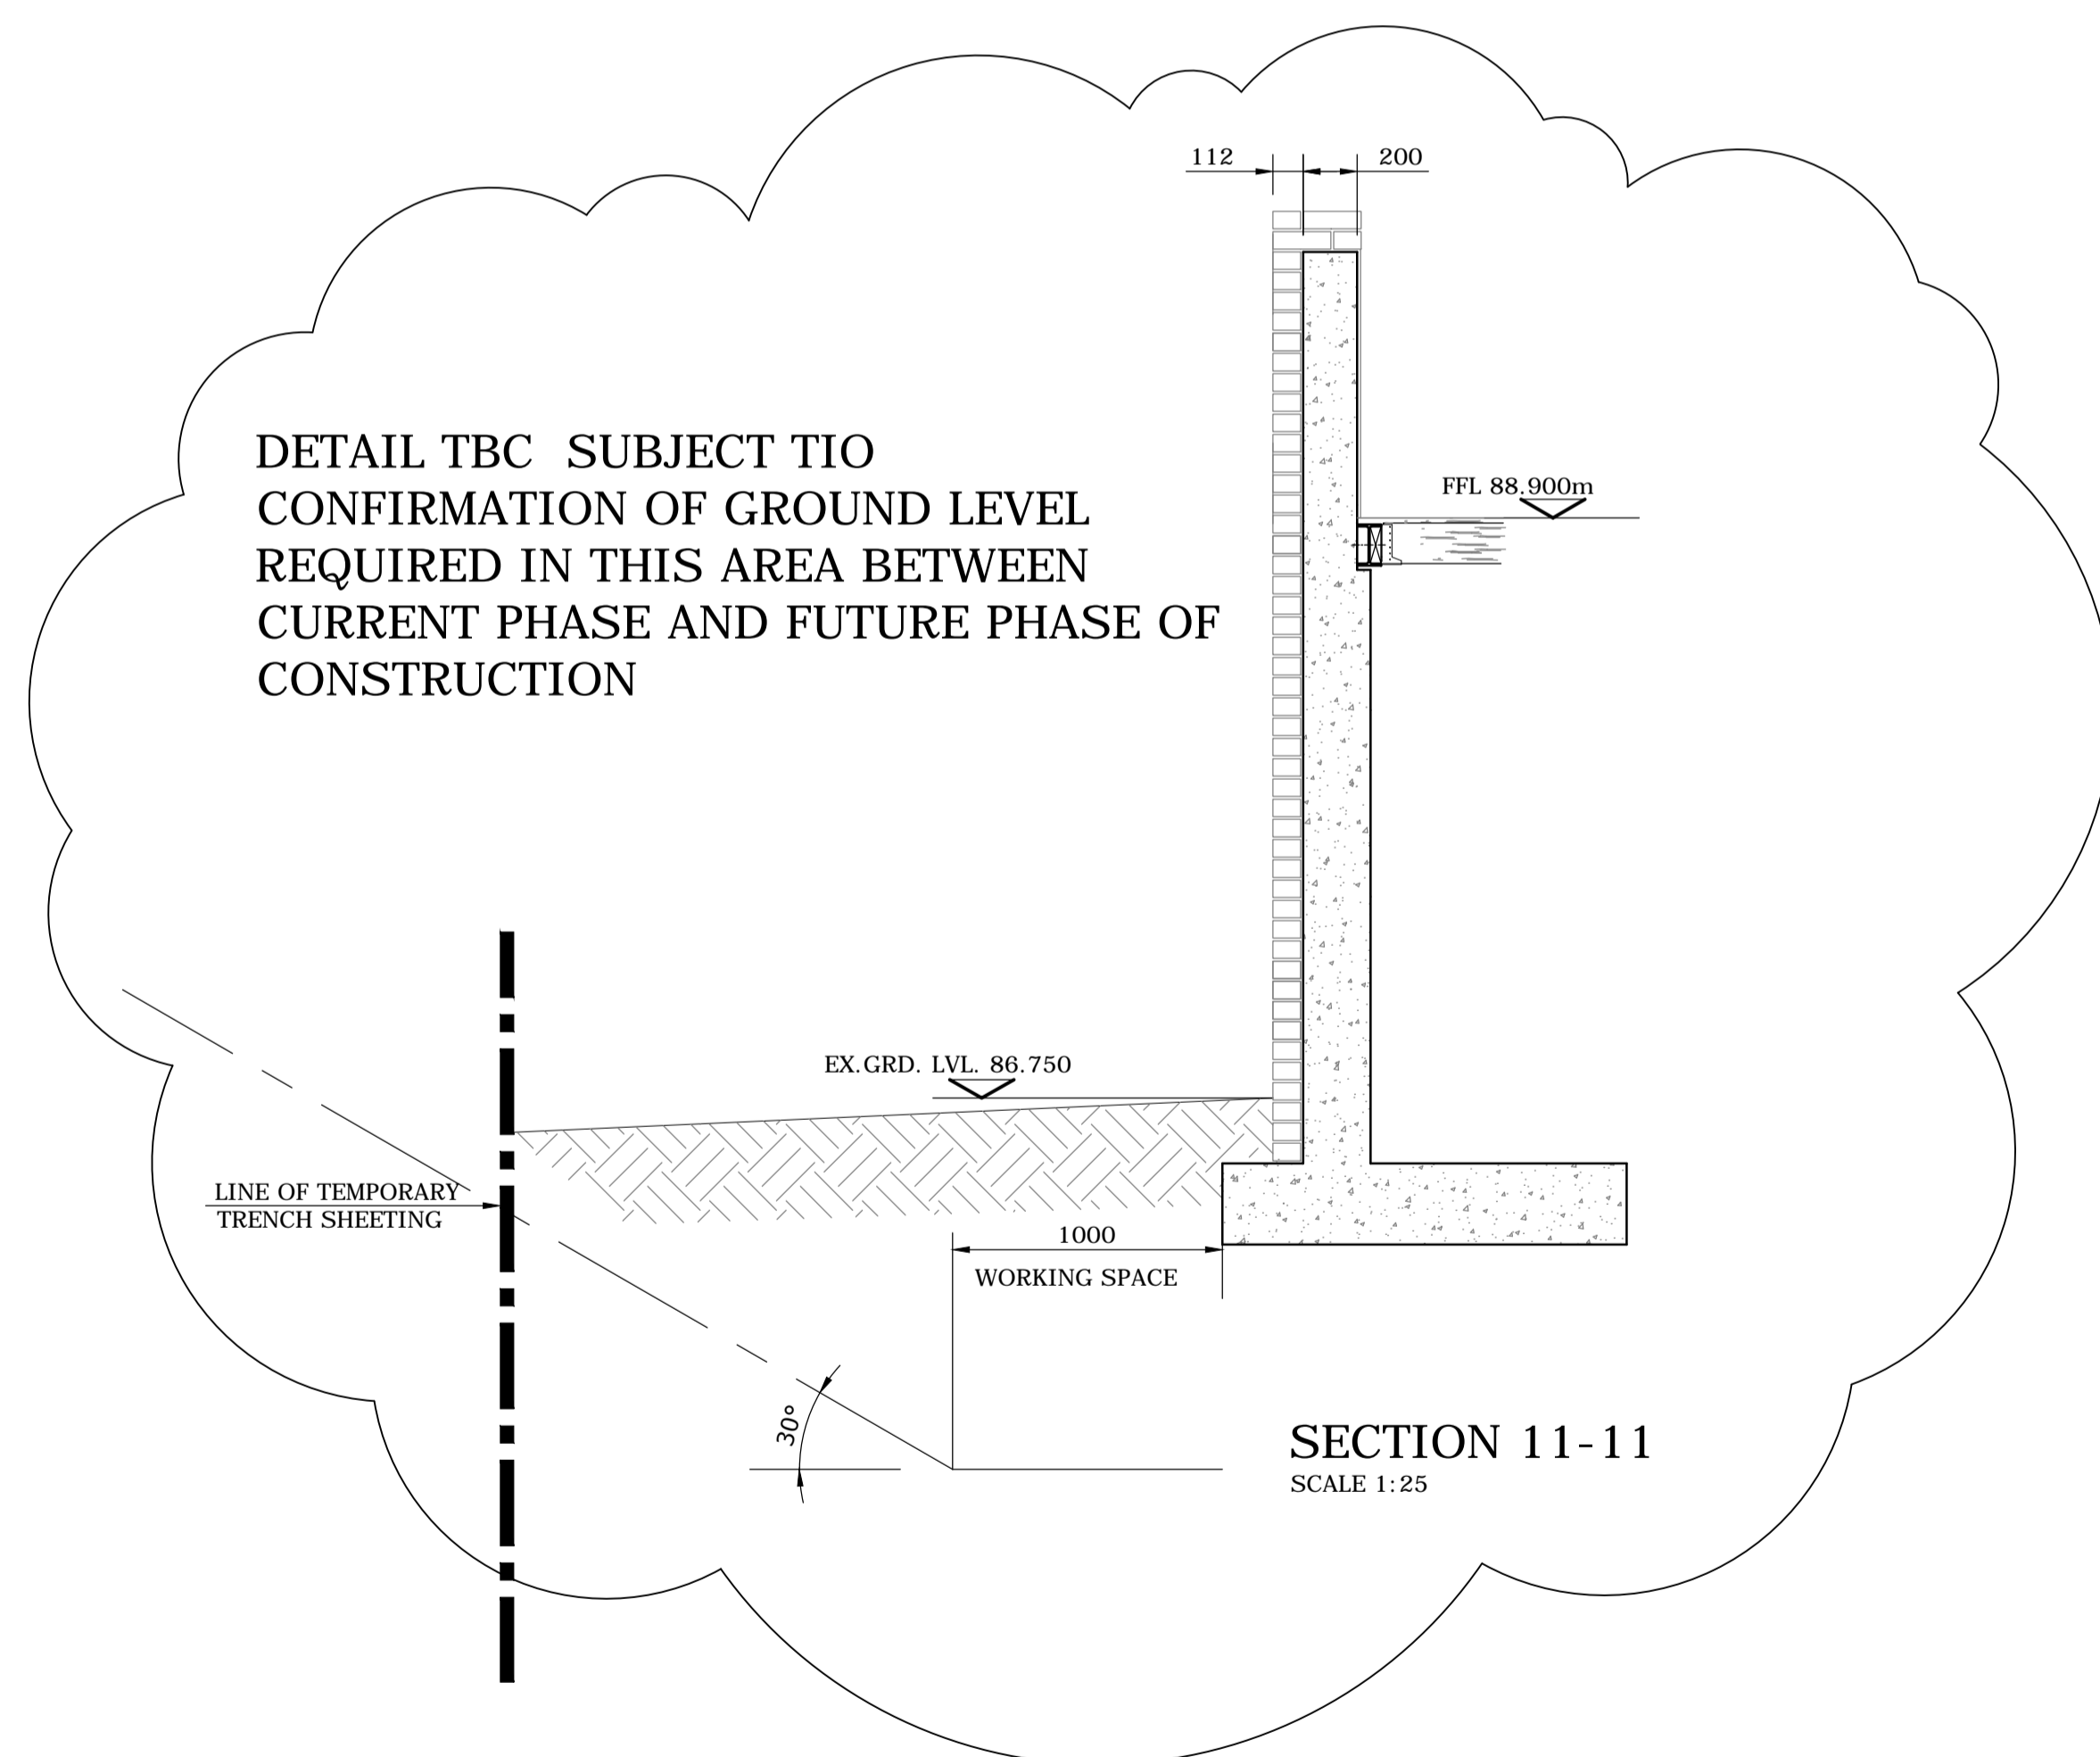 112
200
DETAIL TBC  SUBJECT TIO
CONFIRMATION OF GROUND LEVEL
REQUIRED IN THIS AREA BETWEEN
CURRENT PHASE AND FUTURE PHASE OF
CONSTRUCTION
FFL 88.900m
EX.GRD. LVL. 86.750
LINE OF TEMPORARY
TRENCH SHEETING
1000
WORKING SPACE
30°
SECTION 11-11
SCALE 1:25